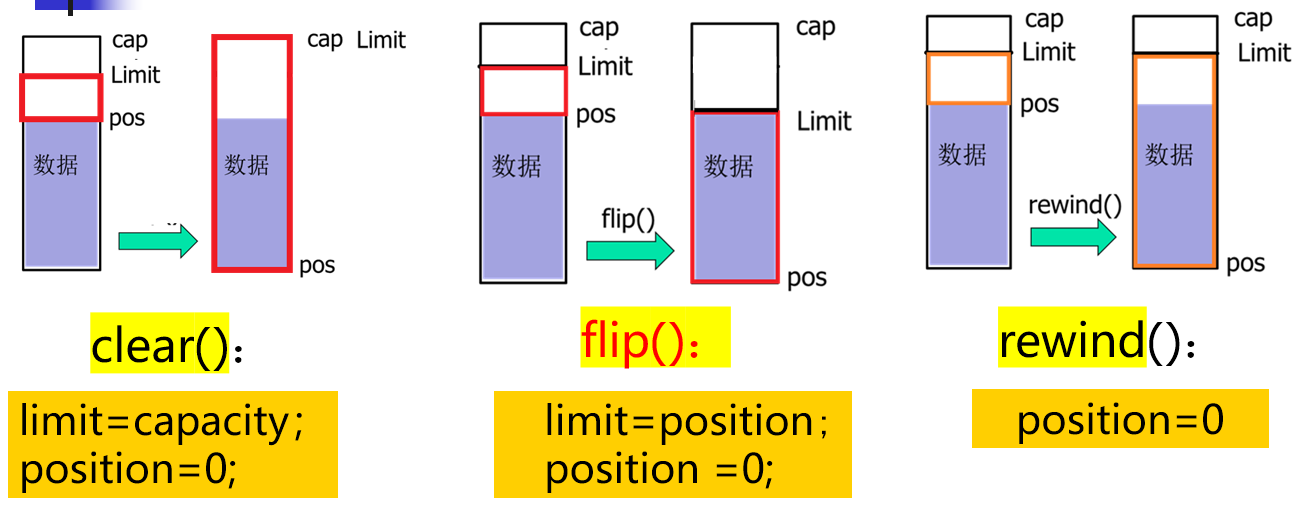 cap
Limit
pos
数据
cap Limit
数据
pos
clear():
limit=capacity;
position=0;
cap
Limit
pos
数据
flip()
cap
Limit
数据
pos
flip():
limit=position;
position =0;
cap
Limit
pos
数据
rewind()
cap
Limit
数据
pos
rewind():
position=0